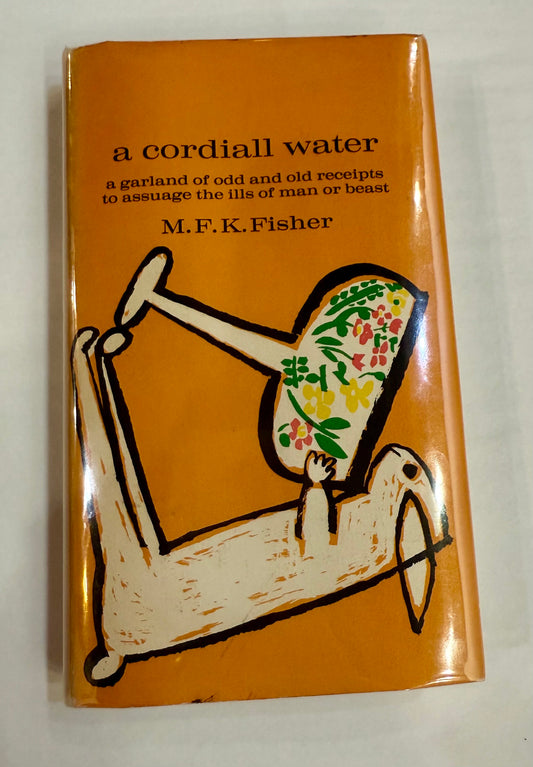 a cordiall water
a garland of odd and old receipts
to assuage the ills of man or beast
M.F.K.Fisher